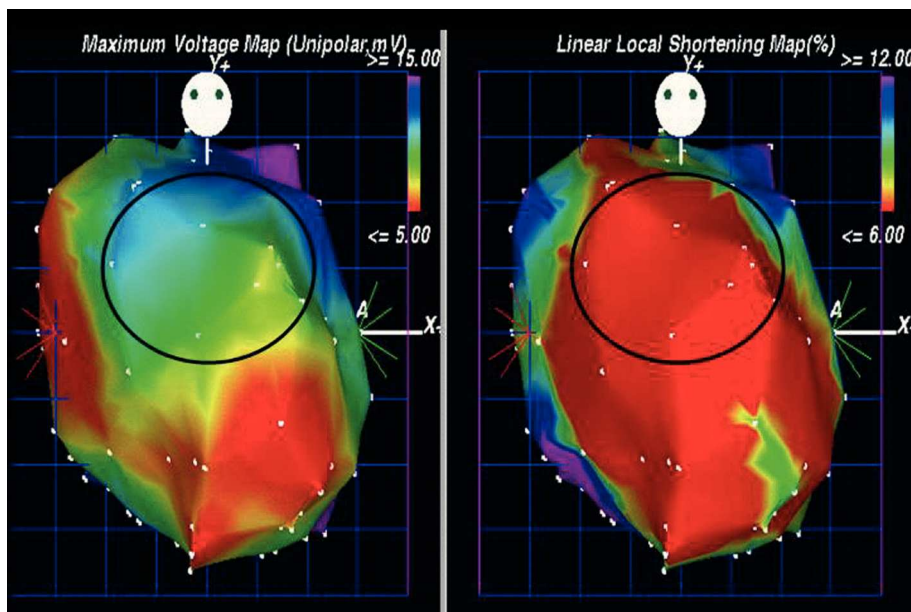 Maximum Voltage Map (Unipolar,mV)
Y+
>= 15.00
<= 5.00
A
X
Linear Local Shortening Map(%)
Y+
>= 12.00
<= 6.00
A
X